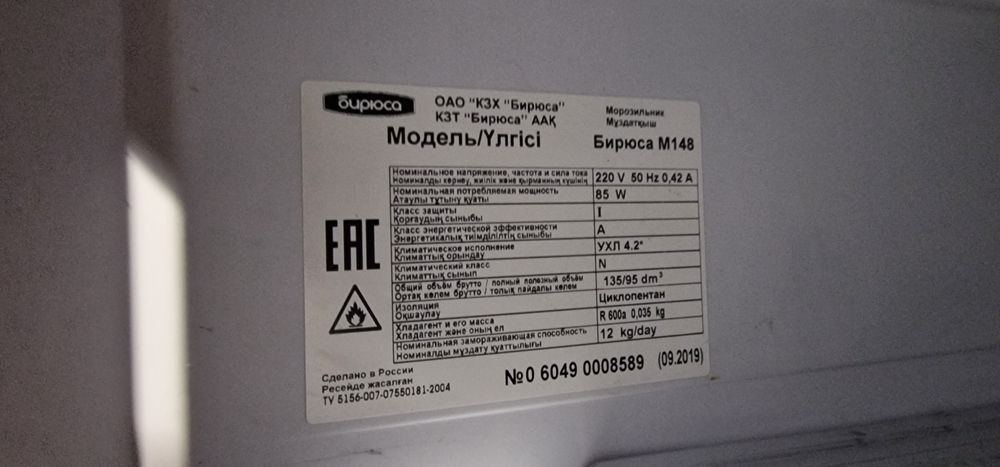 бирюса
ОАО "КЗХ "Бирюса"
КЗТ "Бирюса" ААҚ
Морозильник
Мұздатқыш
Модель/Үлгісі
Бирюса М148
Номинальное напряжение, частота и сила тока
Номиналды кернеу, жиілік және қырманның күшінің
220 V 50 Hz 0,42 A
Номинальная потребляемая мощность
Атаулы тұтыну қуаты
85 W
Класс защиты
Қорғаудың сыныбы
I
Класс энергетической эффективности
Энергетикалық тиімділіктің сыныбы
A
Климатическое исполнение
Климаттық орындау
УХЛ 4.2*
Климатический класс
Климаттық сынып
N
Общий объём брутто / полный полезный объём
Ортақ көлем брутто / толық пайдалы көлем
135/95 dm³
Изоляция
Оқшаулау
Циклопентан
Хладагент и его масса
Хладагент және оның ел
R 600a 0,035 kg
Номинальная замораживающая способность
Номиналды мұздату қуаттылығы
12 kg/day
EAC
Сделано в России
Ресейде жасалған
ТУ 5156-007-07550181-2004
№0 6049 0008589 (09.2019)